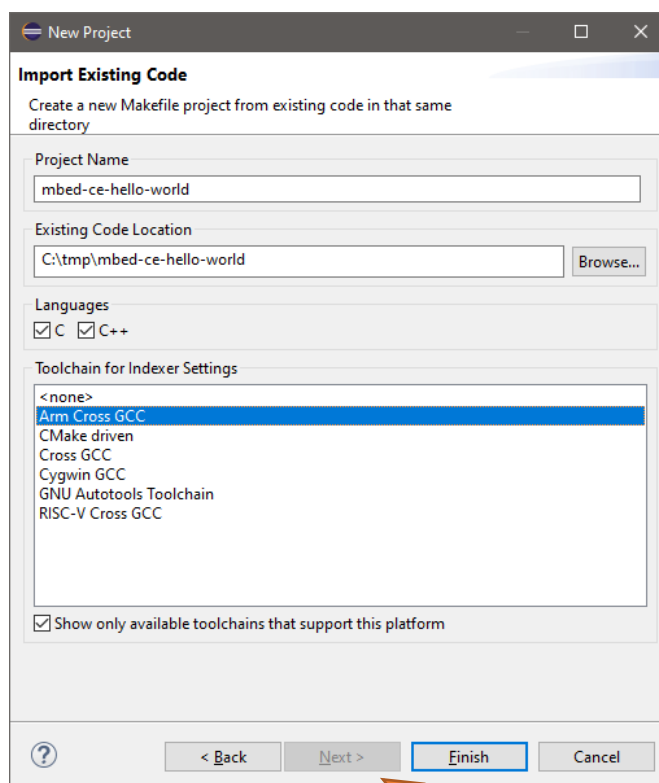 New Project
Import Existing Code
Create a new Makefile project from existing code in that same
directory
Project Name
mbed-ce-hello-world
Existing Code Location
C:\tmp\mbed-ce-hello-world
Browse...
Languages
C C++
Toolchain for Indexer Settings
<none>
Arm Cross GCC
CMake driven
Cross GCC
Cygwin GCC
GNU Autotools Toolchain
RISC-V Cross GCC
Show only available toolchains that support this platform
? < Back Next > Finish Cancel